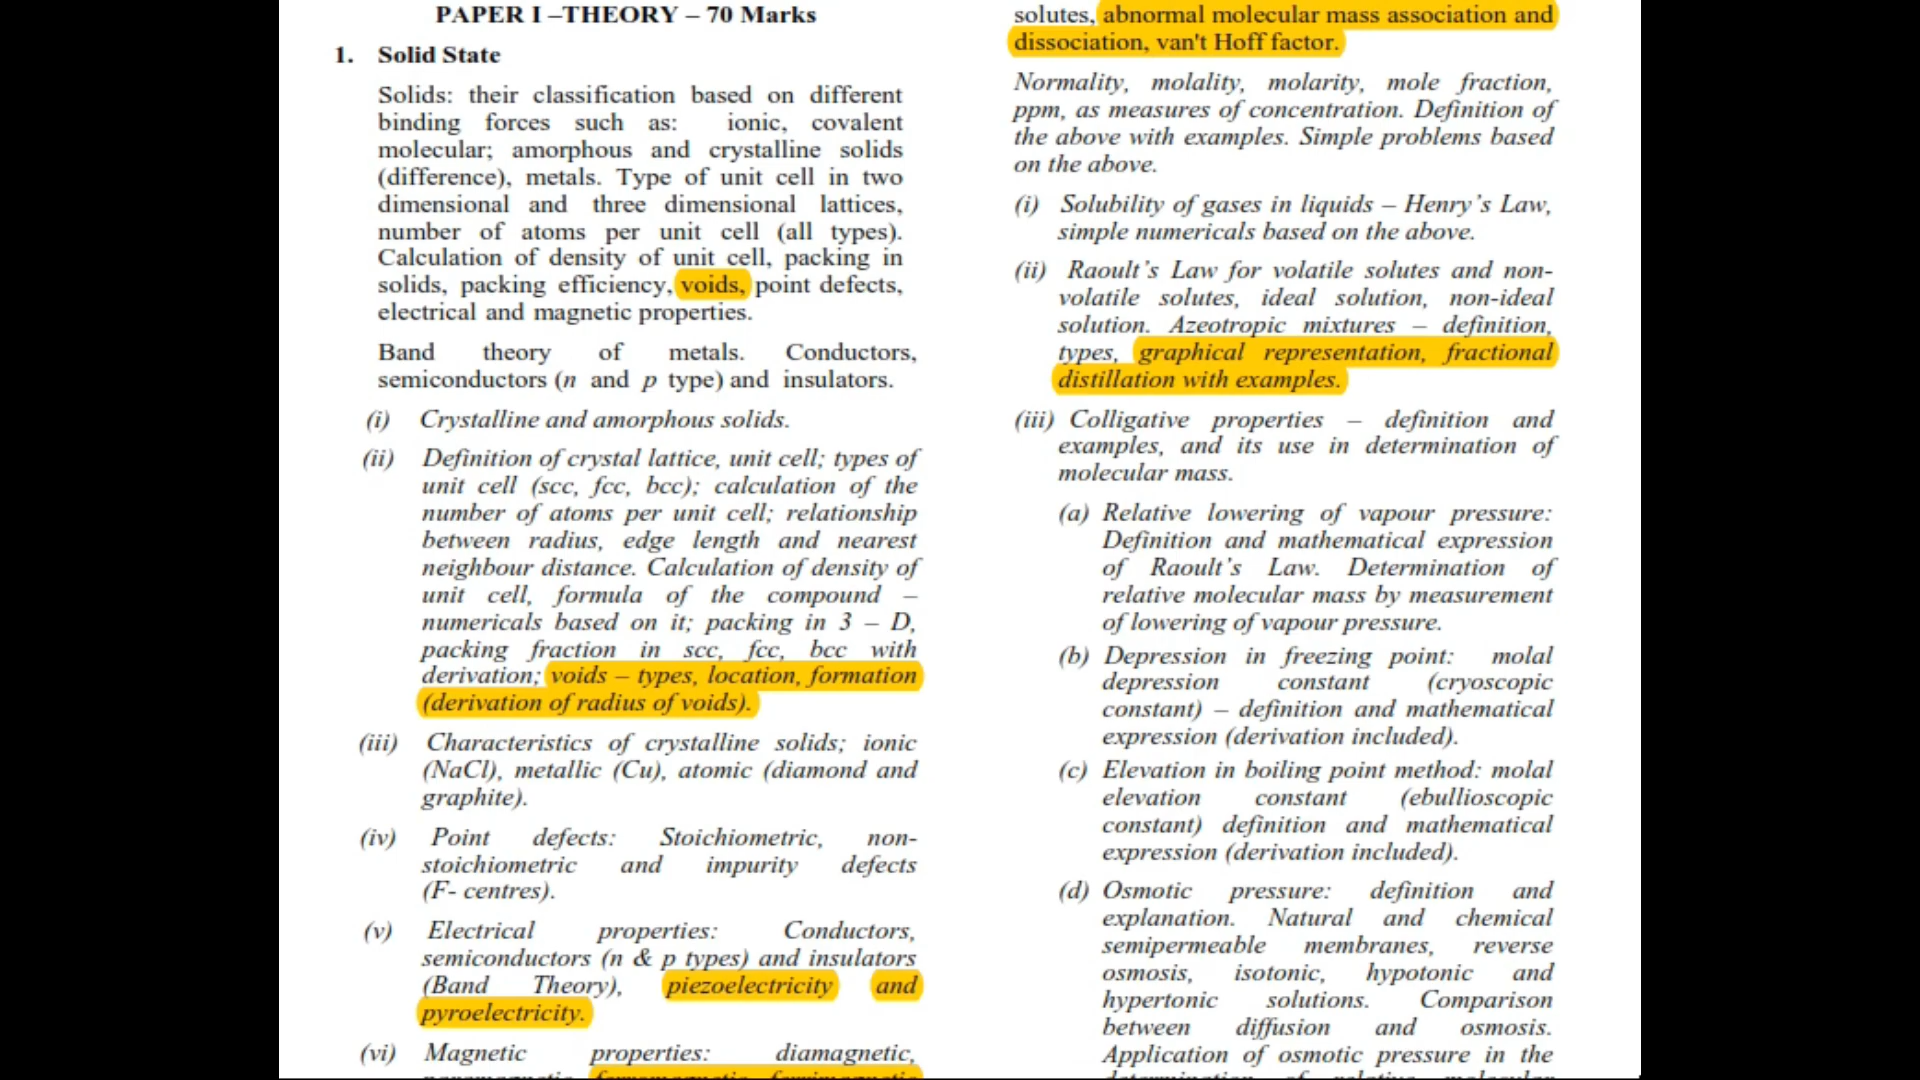 PAPER I –THEORY – 70 Marks
1. Solid State
Solids: their classification based on different
binding forces such as: ionic, covalent
molecular; amorphous and crystalline solids
(difference), metals. Type of unit cell in two
dimensional and three dimensional lattices,
number of atoms per unit cell (all types).
Calculation of density of unit cell, packing in
solids, packing efficiency, voids, point defects,
electrical and magnetic properties.
Band theory of metals. Conductors,
semiconductors (n and p type) and insulators.
(i) Crystalline and amorphous solids.
(ii) Definition of crystal lattice, unit cell; types of
unit cell (scc, fcc, bcc); calculation of the
number of atoms per unit cell; relationship
between radius, edge length and nearest
neighbour distance. Calculation of density of
unit cell, formula of the compound –
numericals based on it; packing in 3 – D,
packing fraction in scc, fcc, bcc with
derivation; voids – types, location, formation
(derivation of radius of voids).
(iii) Characteristics of crystalline solids; ionic
(NaCl), metallic (Cu), atomic (diamond and
graphite).
(iv) Point defects: Stoichiometric, non-
stoichiometric and impurity defects
(F- centres).
(v) Electrical properties: Conductors,
semiconductors (n & p types) and insulators
(Band Theory), piezoelectricity and
pyroelectricity.
(vi) Magnetic properties: diamagnetic,
paramagnetic, ferromagnetic, ferrimagnetic
solutes, abnormal molecular mass association and
dissociation, van't Hoff factor.
Normality, molality, molarity, mole fraction,
ppm, as measures of concentration. Definition of
the above with examples. Simple problems based
on the above.
(i) Solubility of gases in liquids – Henry's Law,
simple numericals based on the above.
(ii) Raoult's Law for volatile solutes and non-
volatile solutes, ideal solution, non-ideal
solution. Azeotropic mixtures – definition,
types, graphical representation, fractional
distillation with examples.
(iii) Colligative properties – definition and
examples, and its use in determination of
molecular mass.
(a) Relative lowering of vapour pressure:
Definition and mathematical expression
of Raoult's Law. Determination of
relative molecular mass by measurement
of lowering of vapour pressure.
(b) Depression in freezing point: molal
depression constant (cryoscopic
constant) – definition and mathematical
expression (derivation included).
(c) Elevation in boiling point method: molal
elevation constant (ebullioscopic
constant) definition and mathematical
expression (derivation included).
(d) Osmotic pressure: definition and
explanation. Natural and chemical
semipermeable membranes, reverse
osmosis, isotonic, hypotonic and
hypertonic solutions. Comparison
between diffusion and osmosis.
Application of osmotic pressure in the
determination of relative molecular